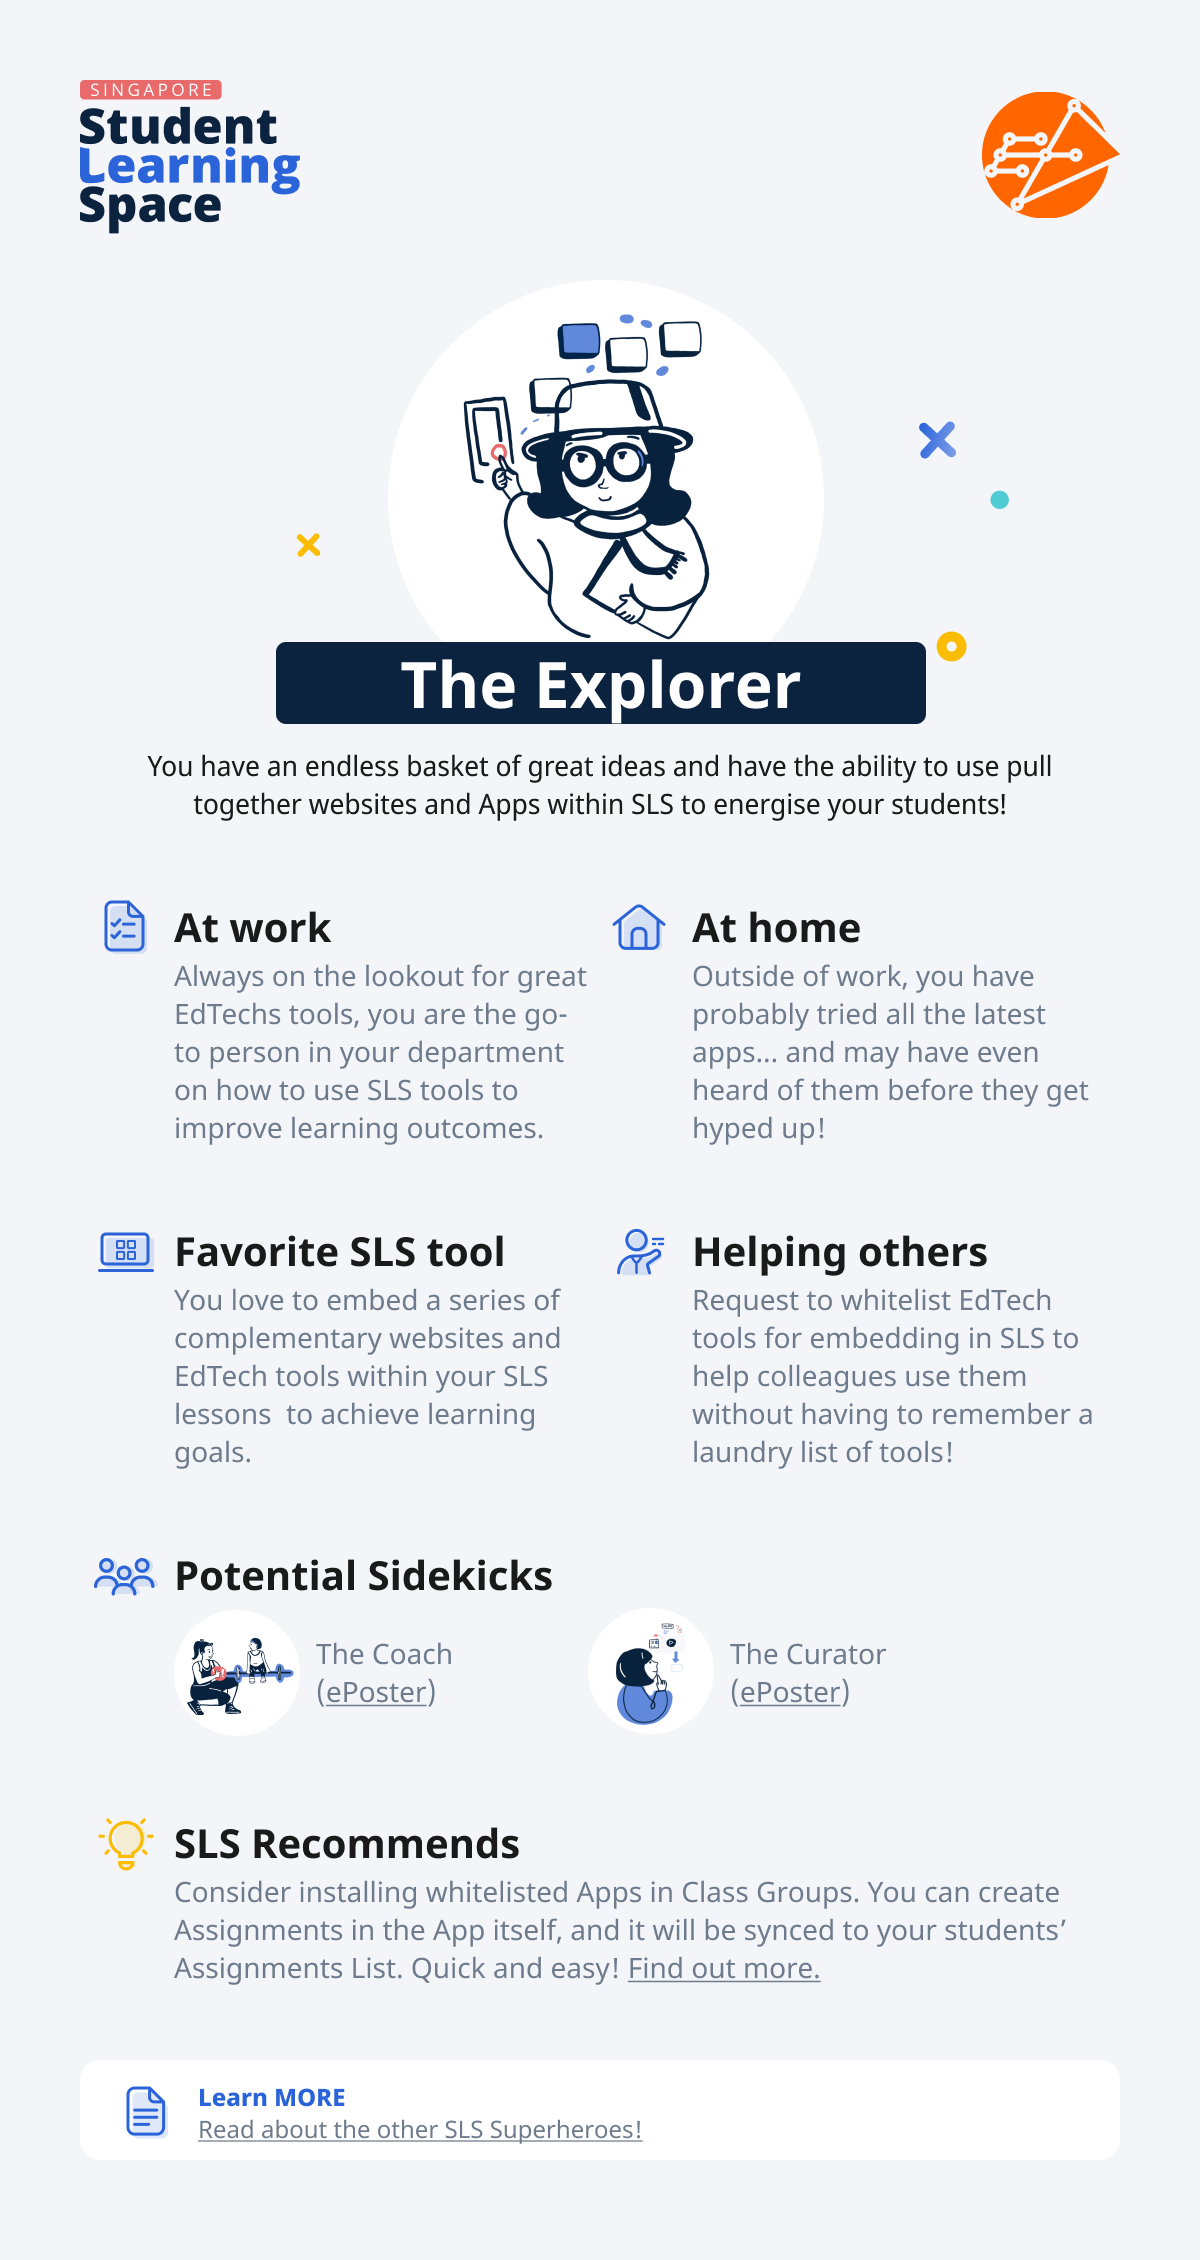 SINGAPORE
Student
Learning
Space
The Explorer
You have an endless basket of great ideas and have the ability to use pull
together websites and Apps within SLS to energise your students!
At work
Always on the lookout for great
EdTechs tools, you are the go-
to person in your department
on how to use SLS tools to
improve learning outcomes.
At home
Outside of work, you have
probably tried all the latest
apps... and may have even
heard of them before they get
hyped up!
Favorite SLS tool
You love to embed a series of
complementary websites and
EdTech tools within your SLS
lessons  to achieve learning
goals.
Helping others
Request to whitelist EdTech
tools for embedding in SLS to
help colleagues use them
without having to remember a
laundry list of tools!
Potential Sidekicks
The Coach
(ePoster)
The Curator
(ePoster)
SLS Recommends
Consider installing whitelisted Apps in Class Groups. You can create
Assignments in the App itself, and it will be synced to your students’
Assignments List. Quick and easy! Find out more.
Learn MORE
Read about the other SLS Superheroes!